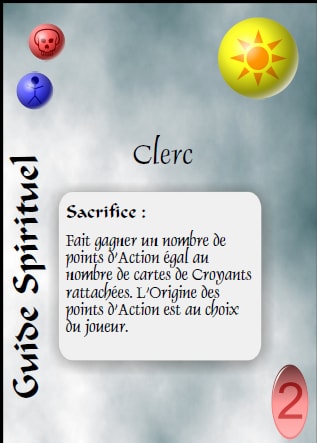 Clerc
Guide Spirituel
Sacrifice :
Fait gagner un nombre de
points d'Action égal au
nombre de cartes de Croyants
rattachées. L'Origine des
points d'Action est au choix
du joueur.
2